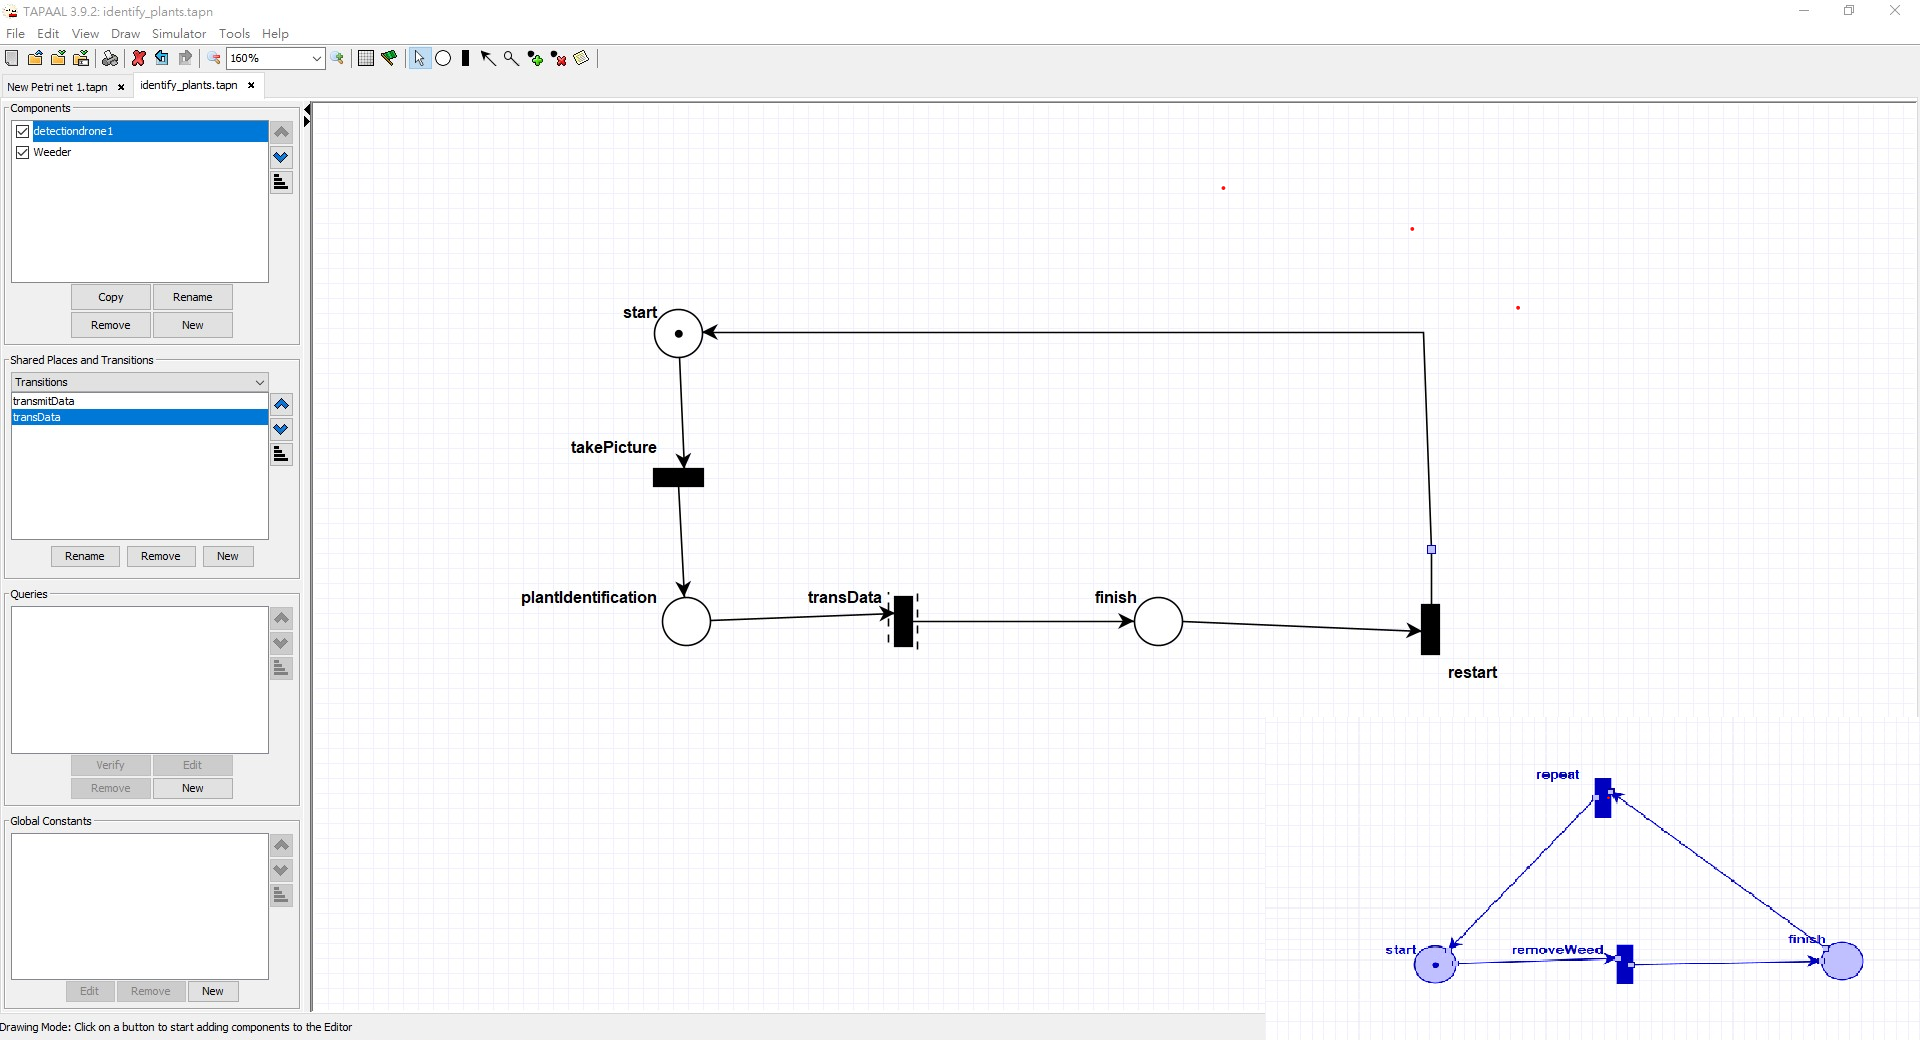 TAPAAL 3.9.2: identify_plants.tapn
File Edit View Draw Simulator Tools Help
160%
New Petri net 1.tapn
identify_plants.tapn
Components
detectiondrone1
Weeder
Copy Rename
Remove New
Shared Places and Transitions
Transitions
transmitData
transData
Rename Remove New
Queries
Verify Edit
Remove New
Global Constants
Edit Remove New
Drawing Mode: Click on a button to start adding components to the Editor
start
takePicture
plantIdentification
transData
finish
restart
repeat
start
removeWeed
finish